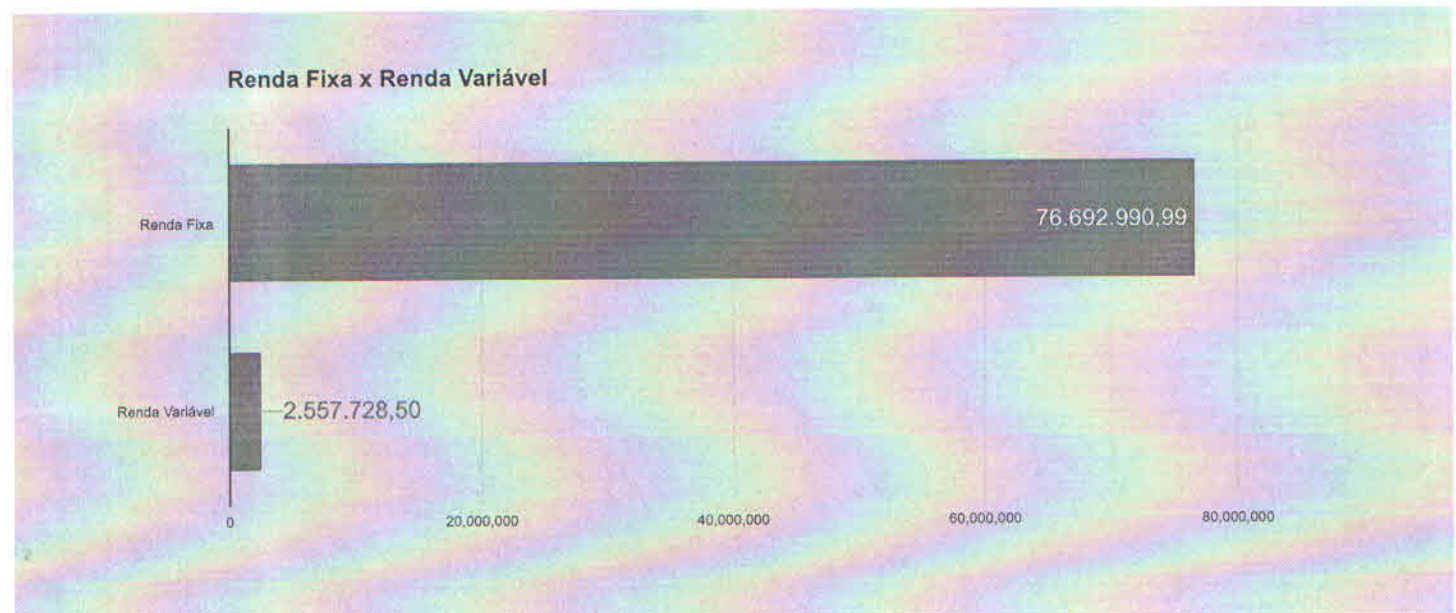 Renda Fixa x Renda Variável
Renda Fixa
76.692.990,99
Renda Variável
2.557.728,50
0
20,000,000
40,000,000
60,000,000
80,000,000
2